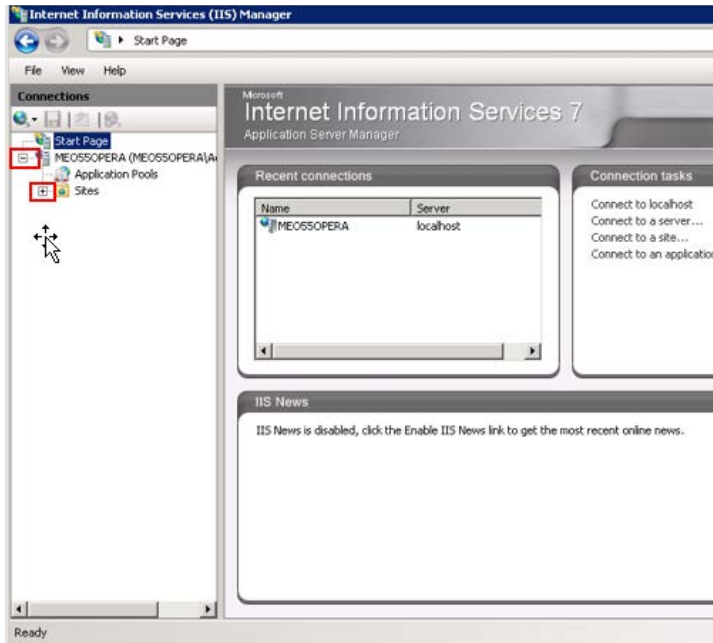 Internet Information Services (IIS) Manager
Start Page
File View Help
Connections
Start Page
MEO55OPERA (MEO55OPERA\A
Application Pools
Sites
Microsoft
Internet Information Services 7
Application Server Manager
Recent connections
Name Server
MEO55OPERA localhost
Connection tasks
Connect to localhost
Connect to a server...
Connect to a site...
Connect to an application
IIS News
IIS News is disabled, click the Enable IIS News link to get the most recent online news.
Ready